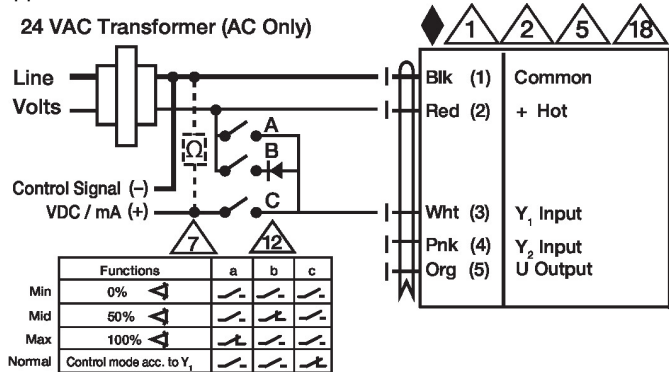 24 VAC Transformer (AC Only)
1 2 5 18
Line
Volts
Blk (1) Common
Red (2) + Hot
A
Ω
B
Control Signal (–)
VDC / mA (+)
C
Wht (3) Y₁ Input
Pnk (4) Y₂ Input
Org (5) U Output
7
12
Functions a b c
Min 0%
Mid 50%
Max 100%
Normal Control mode acc. to Y₁